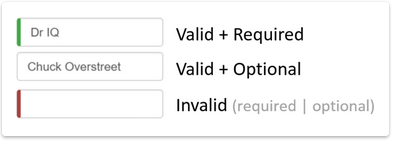 Dr IQ Valid + Required
Chuck Overstreet Valid + Optional
Invalid (required | optional)